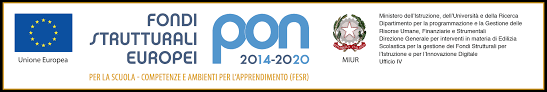 FONDI
STRUTTURALI
EUROPEI
pon
2014-2020
Unione Europea
PER LA SCUOLA - COMPETENZE E AMBIENTI PER L'APPRENDIMENTO (FESR)
MIUR
Ministero dell'Istruzione, dell'Università e della Ricerca
Dipartimento per la programmazione e la Gestione delle
Risorse Umane, Finanziarie e Strumentali
Direzione Generale per interventi in materia di Edilizia
Scolastica per la gestione dei Fondi Strutturali per
l'Istruzione e per l'Innovazione Digitale
Ufficio IV